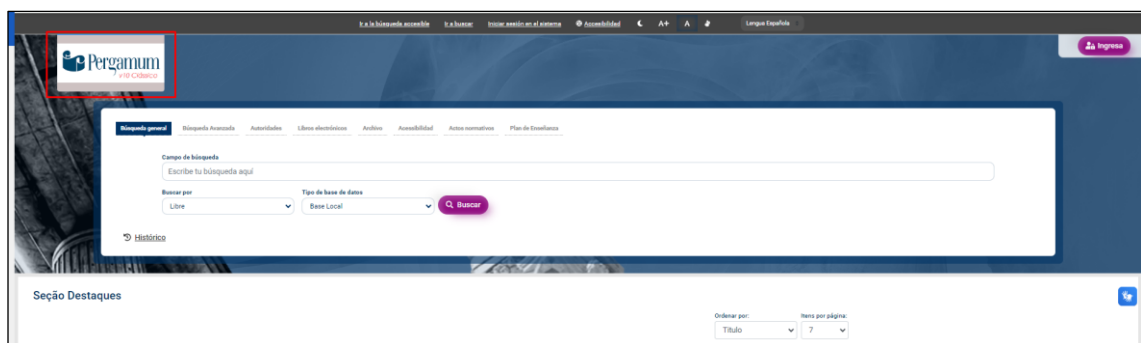 Ir a la búsqueda accesible Ir a buscar Iniciar sesión en el sistema Accesibilidad A+ A Lengua Española
Pergamum
v10 Clásico
Ingresa
Búsqueda general Búsqueda Avanzada Autoridades Libros electrónicos Archivo Acessibilidad Actos normativos Plan de Enseñanza
Campo de búsqueda
Escribe tu búsqueda aquí
Buscar por Tipo de base de datos
Libre Base Local Buscar
Histórico
Seção Destaques
Ordenar por: Itens por página:
Título 7